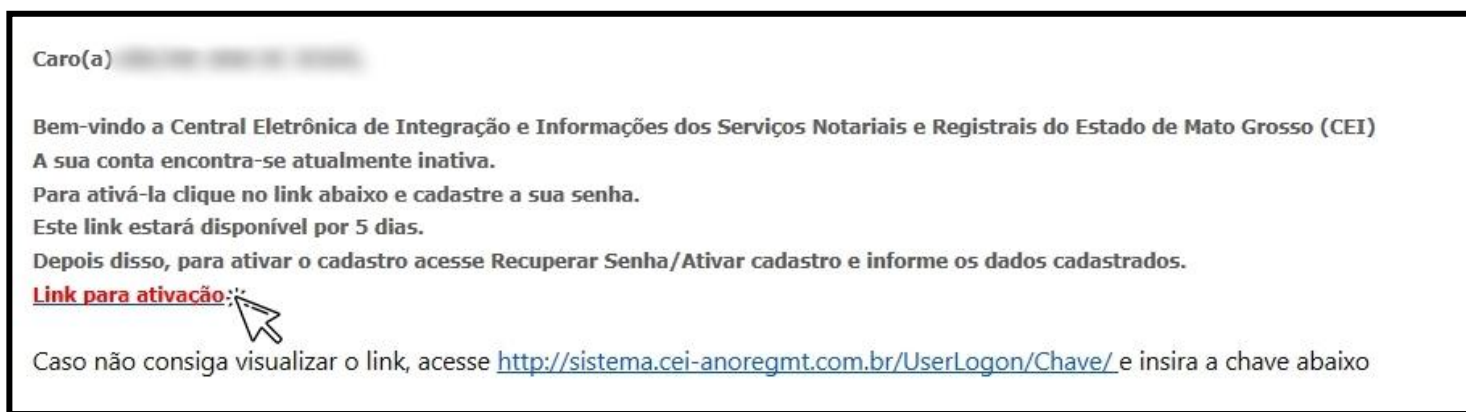 Caro(a)
Bem-vindo a Central Eletrônica de Integração e Informações dos Serviços Notariais e Registrais do Estado de Mato Grosso (CEI)
A sua conta encontra-se atualmente inativa.
Para ativá-la clique no link abaixo e cadastre a sua senha.
Este link estará disponível por 5 dias.
Depois disso, para ativar o cadastro acesse Recuperar Senha/Ativar cadastro e informe os dados cadastrados.
Link para ativação
Caso não consiga visualizar o link, acesse http://sistema.cei-anoregmt.com.br/UserLogon/Chave/ e insira a chave abaixo